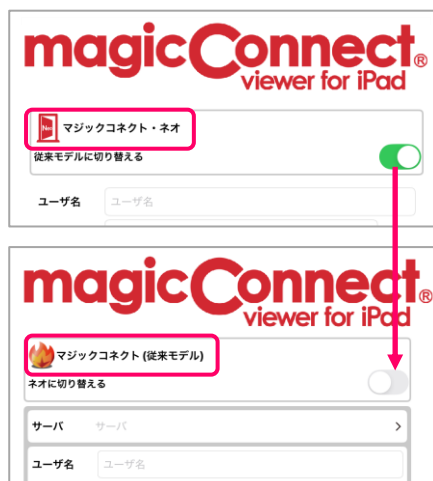 magicConnect®
viewer for iPad
Neo マジックコネクト・ネオ
従来モデルに切り替える
ユーザ名 ユーザ名
magicConnect®
viewer for iPad
マジックコネクト (従来モデル)
ネオに切り替える
サーバ サーバ >
ユーザ名 ユーザ名